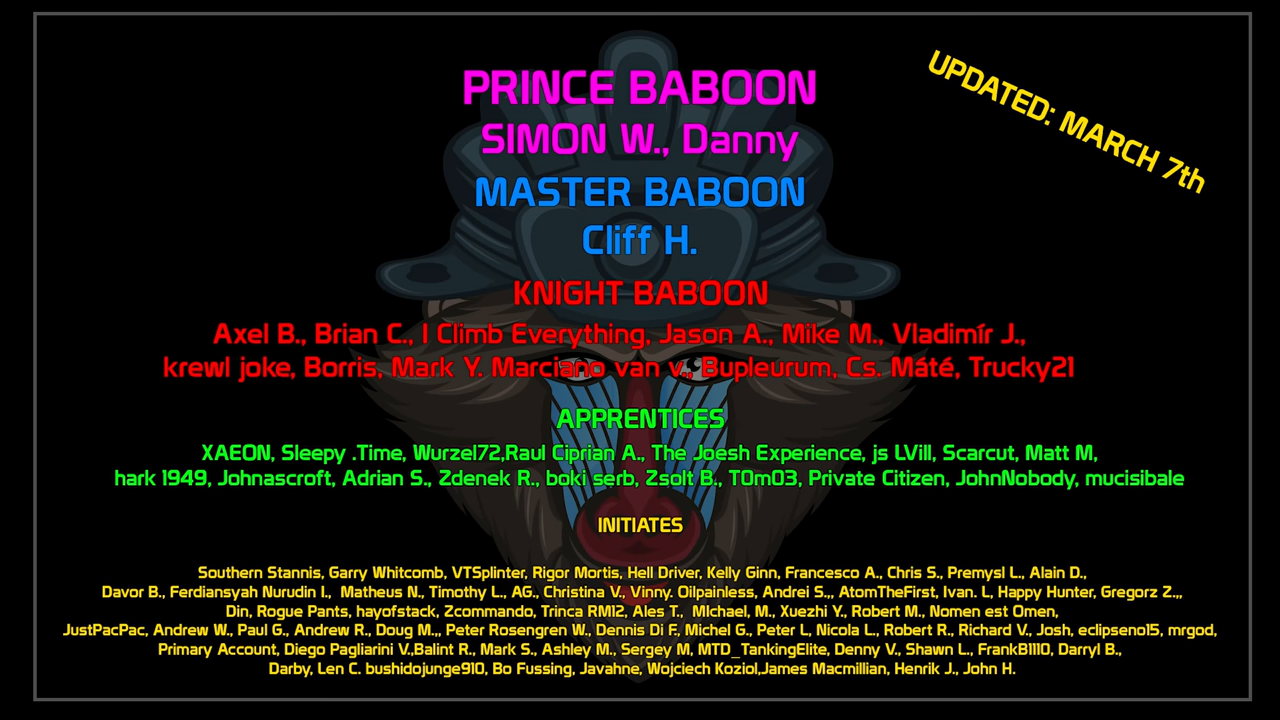 PRINCE BABOON
UPDATED: MARCH 7th
SIMON W., Danny
MASTER BABOON
Cliff H.
KNIGHT BABOON
Axel B., Brian C., I Climb Everything, Jason A., Mike M., Vladimír J.,
krewl joke, Borris, Mark Y. Marciano van v., Bupleurum, Cs. Máté, Trucky21
APPRENTICES
XAEON, Sleepy .Time, Wurzel72,Raul Ciprian A., The Joesh Experience, js LVill, Scarcut, Matt M,
hark 1949, Johnascroft, Adrian S., Zdenek R., boki serb, Zsolt B., T0m03, Private Citizen, JohnNobody, mucisibale
INITIATES
Southern Stannis, Garry Whitcomb, VTSplinter, Rigor Mortis, Hell Driver, Kelly Ginn, Francesco A., Chris S., Premysl L., Alain D.,
Davor B., Ferdiansyah Nurudin I., Matheus N., Timothy L., AG., Christina V., Vinny. Oilpainless, Andrei S.,, AtomTheFirst, Ivan. L, Happy Hunter, Gregorz Z.,,
Din, Rogue Pants, hayofstack, Zcommando, Trinca RM12, Ales T., MIchael, M., Xuezhi Y., Robert M., Nomen est Omen,
JustPacPac, Andrew W., Paul G., Andrew R., Doug M.,, Peter Rosengren W., Dennis Di F, Michel G., Peter L, Nicola L., Robert R., Richard V., Josh, eclipseno15, mrgod,
Primary Account, Diego Pagliarini V.,Balint R., Mark S., Ashley M., Sergey M, MTD_TankingElite, Denny V., Shawn L., FrankB1110, Darryl B.,
Darby, Len C. bushidojunge910, Bo Fussing, Javahne, Wojciech Koziol,James Macmillian, Henrik J., John H.